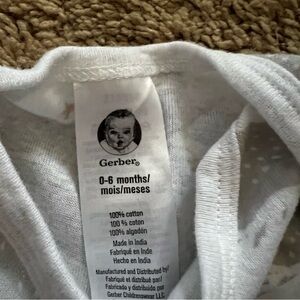 Gerber®
0-6 months/
mois/meses
100% cotton
100 % coton
100% algodón
Made in India
Fabriqué en Inde
Hecho en India
Manufactured and Distributed by/
Fabriqué et distribué par/
Fabricado y distribuido por
Gerber Childrenswear LLC